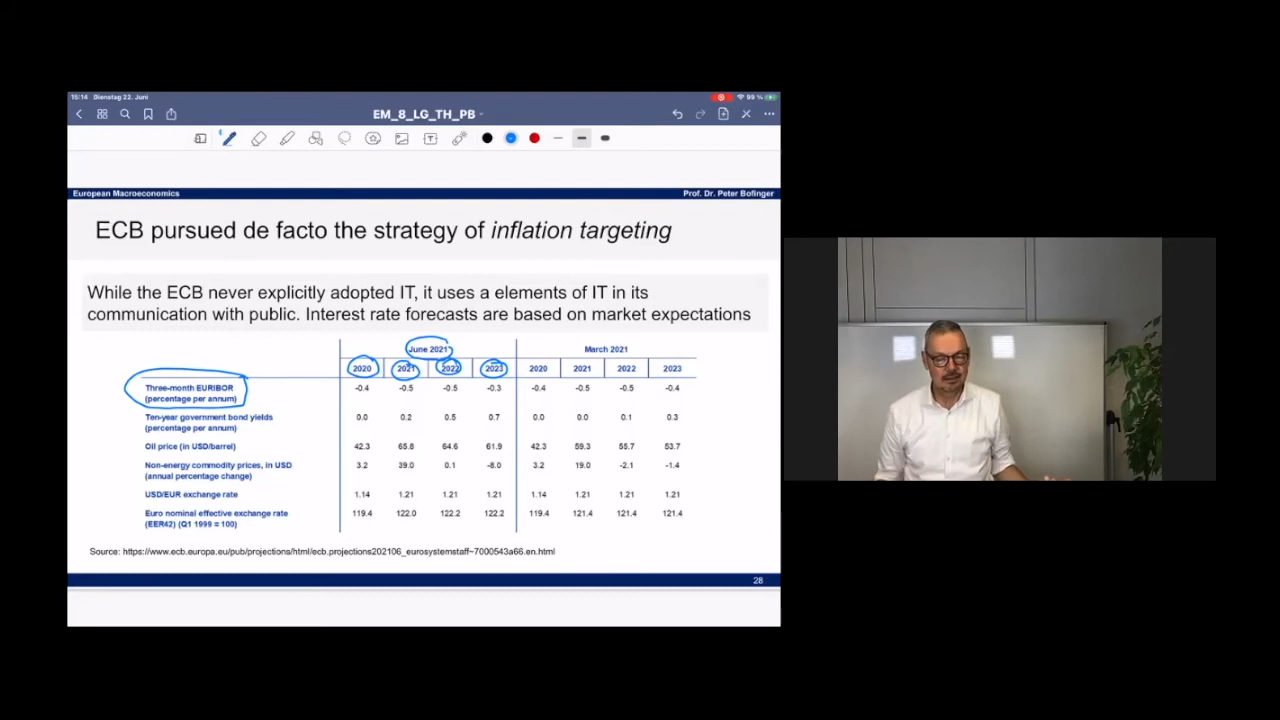 15:14 Dienstag 22. Juni
99 %
EM_8_LG_TH_PB
European Macroeconomics
Prof. Dr. Peter Bofinger
ECB pursued de facto the strategy of inflation targeting
While the ECB never explicitly adopted IT, it uses a elements of IT in its
communication with public. Interest rate forecasts are based on market expectations
June 2021 March 2021
2020 2021 2022 2023 2020 2021 2022 2023
Three-month EURIBOR -0.4 -0.5 -0.5 -0.3 -0.4 -0.5 -0.5 -0.4
(percentage per annum)
Ten-year government bond yields 0.0 0.2 0.5 0.7 0.0 0.0 0.1 0.3
(percentage per annum)
Oil price (in USD/barrel) 42.3 65.8 64.6 61.9 42.3 59.3 55.7 53.7
Non-energy commodity prices, in USD 3.2 39.0 0.1 -8.0 3.2 19.0 -2.1 -1.4
(annual percentage change)
USD/EUR exchange rate 1.14 1.21 1.21 1.21 1.14 1.21 1.21 1.21
Euro nominal effective exchange rate 119.4 122.0 122.2 122.2 119.4 121.4 121.4 121.4
(EER42) (Q1 1999 = 100)
Source: https://www.ecb.europa.eu/pub/projections/html/ecb.projections202106_eurosystemstaff~7000543a66.en.html
28